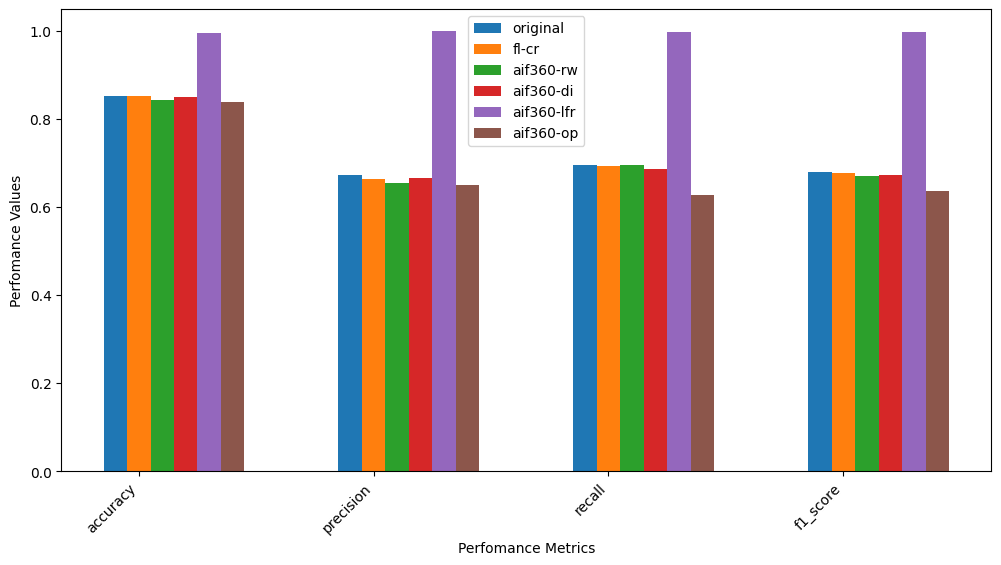 original
fl-cr
aif360-rw
aif360-di
aif360-lfr
aif360-op
1.0
0.8
0.6
0.4
0.2
0.0
Perfomance Values
accuracy
precision
recall
f1_score
Perfomance Metrics